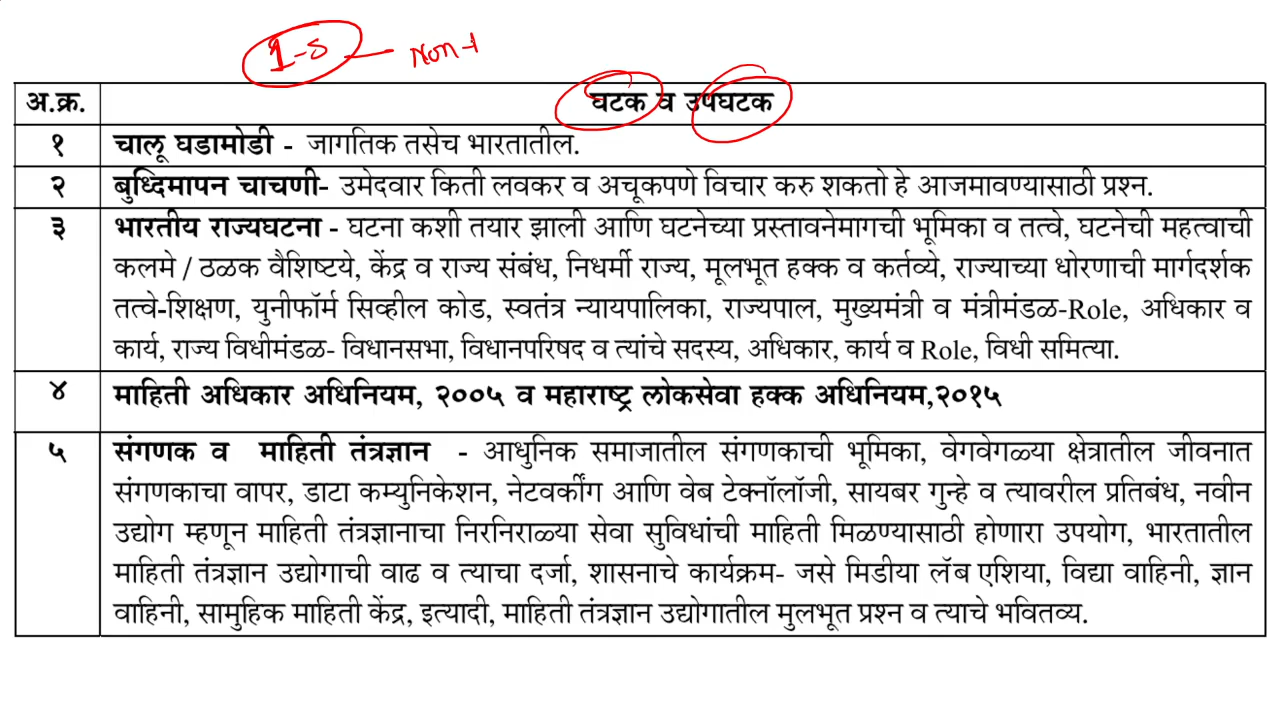 1-5 Non-t
अ.क्र. घटक व उपघटक
१ चालू घडामोडी - जागतिक तसेच भारतातील.
२ बुध्दिमापन चाचणी- उमेदवार किती लवकर व अचूकपणे विचार करु शकतो हे आजमावण्यासाठी प्रश्न.
३ भारतीय राज्यघटना - घटना कशी तयार झाली आणि घटनेच्या प्रस्तावनेमागची भूमिका व तत्वे, घटनेची महत्वाची
कलमे / ठळक वैशिष्टये, केंद्र व राज्य संबंध, निधर्मी राज्य, मूलभूत हक्क व कर्तव्ये, राज्याच्या धोरणाची मार्गदर्शक
तत्वे-शिक्षण, युनीफॉर्म सिव्हील कोड, स्वतंत्र न्यायपालिका, राज्यपाल, मुख्यमंत्री व मंत्रीमंडळ-Role, अधिकार व
कार्य, राज्य विधीमंडळ- विधानसभा, विधानपरिषद व त्यांचे सदस्य, अधिकार, कार्य व Role, विधी समित्या.
४ माहिती अधिकार अधिनियम, २००५ व महाराष्ट्र लोकसेवा हक्क अधिनियम,२०१५
५ संगणक व माहिती तंत्रज्ञान - आधुनिक समाजातील संगणकाची भूमिका, वेगवेगळ्या क्षेत्रातील जीवनात
संगणकाचा वापर, डाटा कम्युनिकेशन, नेटवर्कींग आणि वेब टेक्नॉलॉजी, सायबर गुन्हे व त्यावरील प्रतिबंध, नवीन
उद्योग म्हणून माहिती तंत्रज्ञानाचा निरनिराळ्या सेवा सुविधांची माहिती मिळण्यासाठी होणारा उपयोग, भारतातील
माहिती तंत्रज्ञान उद्योगाची वाढ व त्याचा दर्जा, शासनाचे कार्यक्रम- जसे मिडीया लॅब एशिया, विद्या वाहिनी, ज्ञान
वाहिनी, सामुहिक माहिती केंद्र, इत्यादी, माहिती तंत्रज्ञान उद्योगातील मुलभूत प्रश्न व त्याचे भवितव्य.